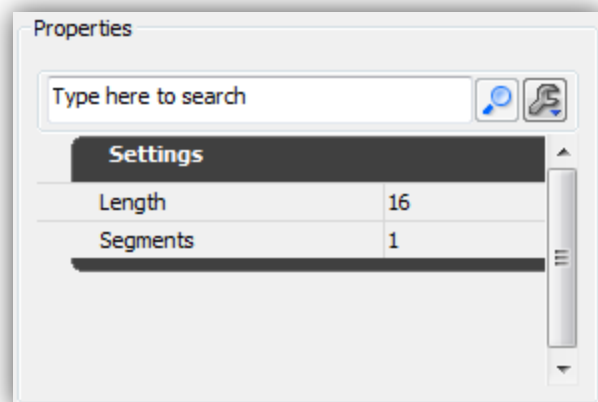 Properties
Type here to search
Settings
Length 16
Segments 1